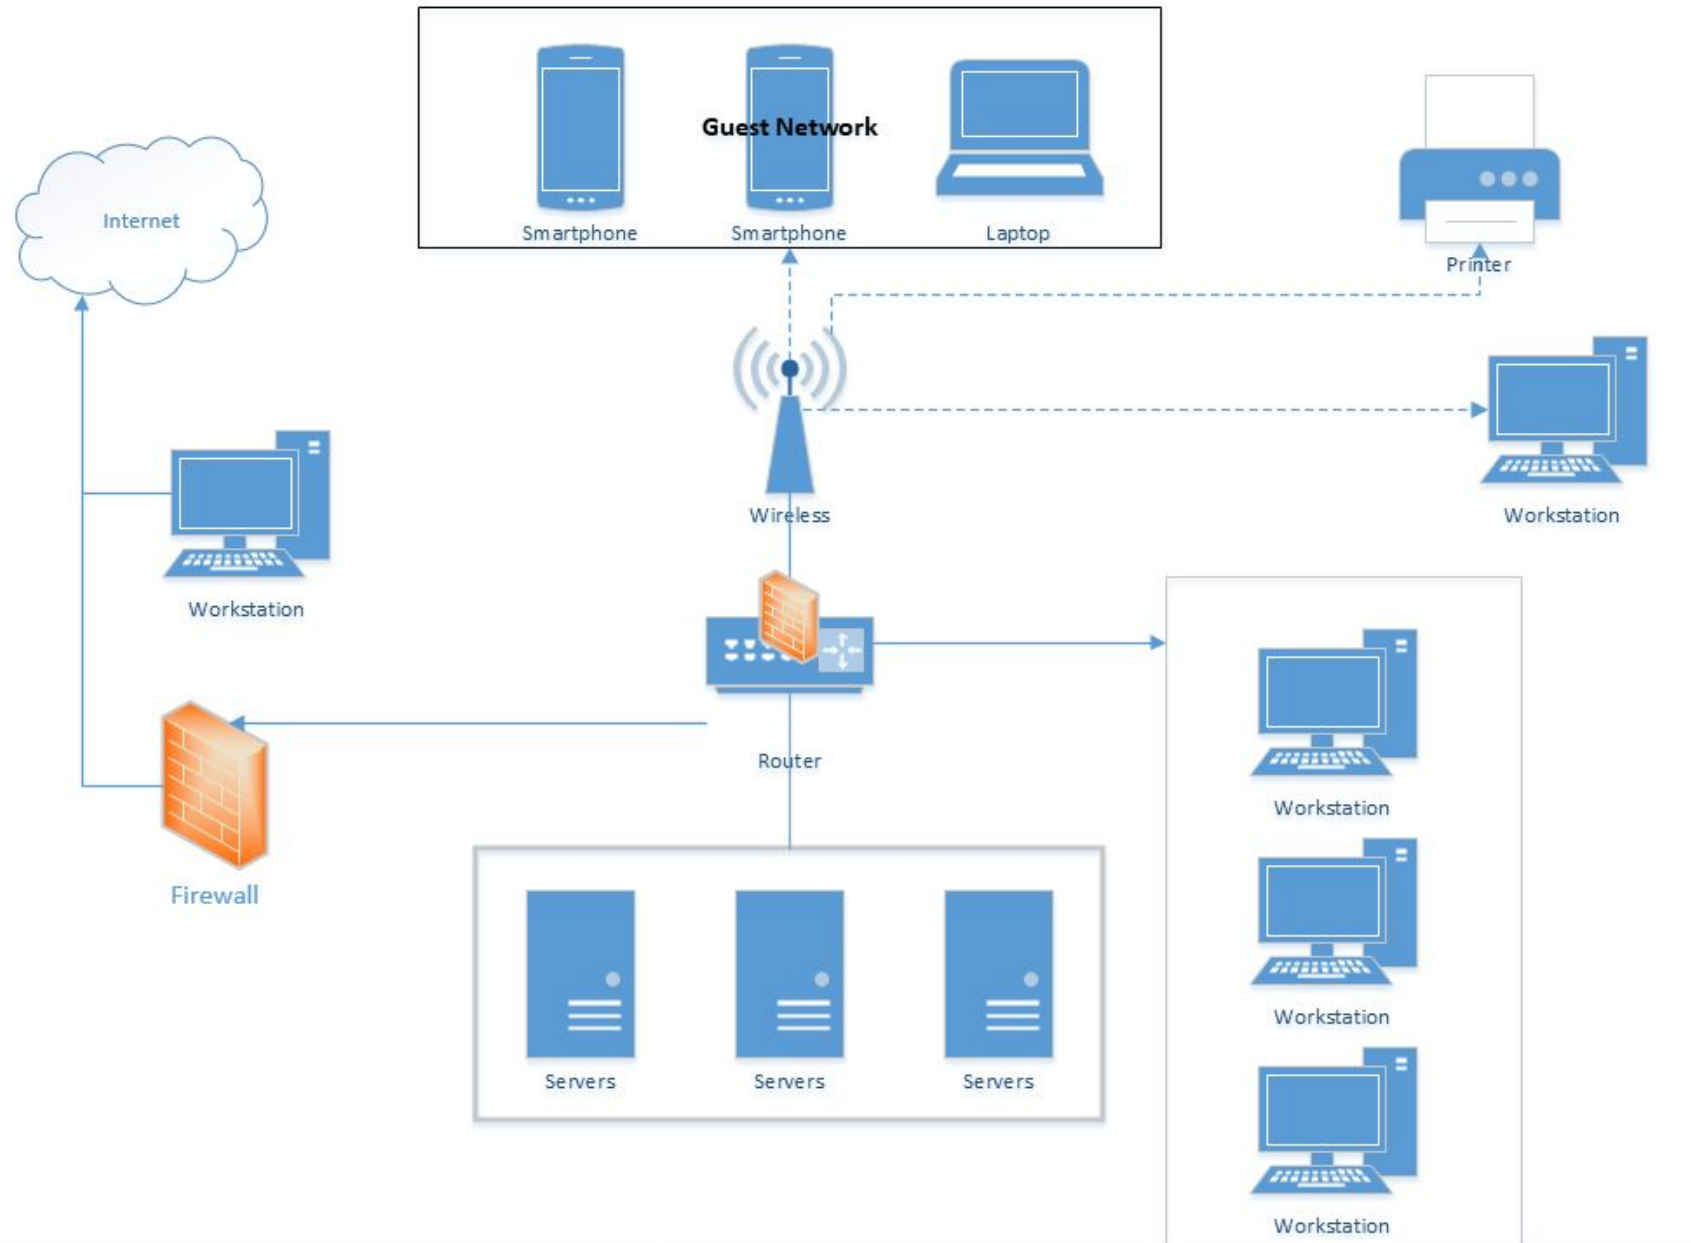 Guest Network
Smartphone
Smartphone
Laptop
Internet
Printer
Wireless
Workstation
Workstation
Router
Workstation
Firewall
Workstation
Servers
Servers
Servers
Workstation